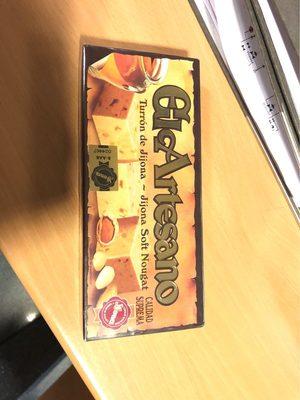 El Artesano
Turrón de Jijona ~ Jijona Soft Nougat
CALIDAD
SUPREMA